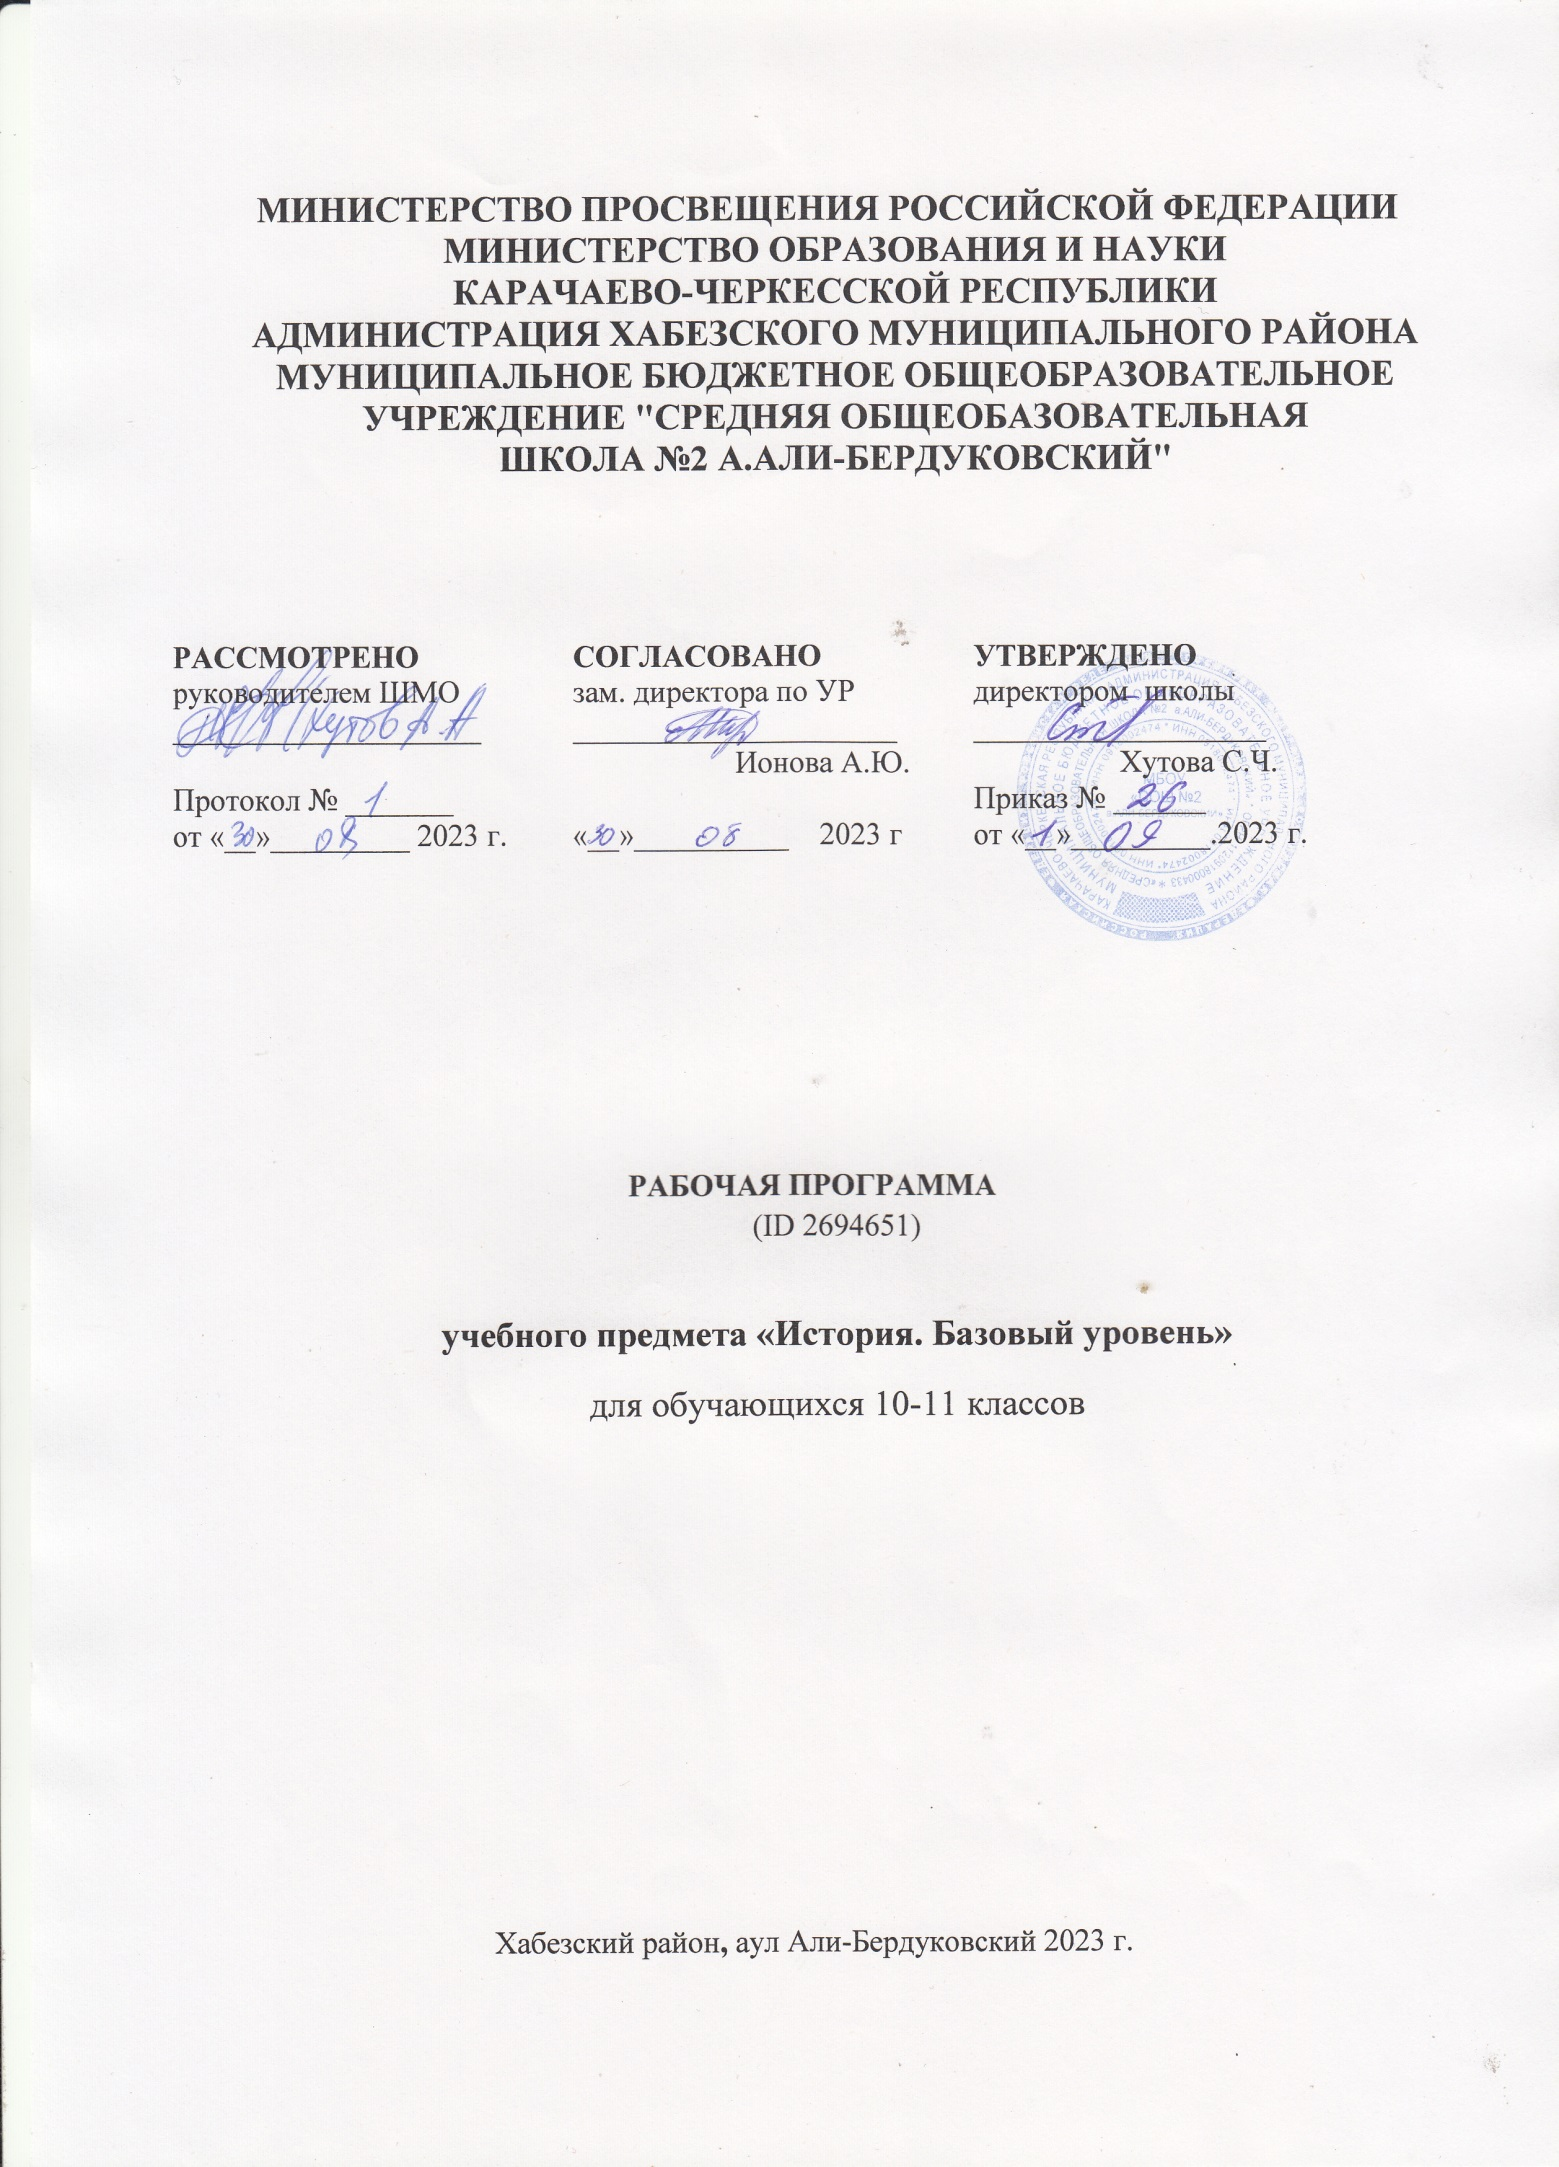 МИНИСТЕРСТВО ПРОСВЕЩЕНИЯ РОССИЙСКОЙ ФЕДЕРАЦИИ
МИНИСТЕРСТВО ОБРАЗОВАНИЯ И НАУКИ
КАРАЧАЕВО-ЧЕРКЕССКОЙ РЕСПУБЛИКИ
АДМИНИСТРАЦИЯ ХАБЕЗСКОГО МУНИЦИПАЛЬНОГО РАЙОНА
МУНИЦИПАЛЬНОЕ БЮДЖЕТНОЕ ОБЩЕОБРАЗОВАТЕЛЬНОЕ
УЧРЕЖДЕНИЕ "СРЕДНЯЯ ОБЩЕОБАЗОВАТЕЛЬНАЯ
ШКОЛА №2 А.АЛИ-БЕРДУКОВСКИЙ"
РАССМОТРЕНО
руководителем ШМО
Хутов А.А
Протокол № 1
от «30» 08 2023 г.
СОГЛАСОВАНО
зам. директора по УР
Ионова А.Ю.
«30» 08 2023 г
УТВЕРЖДЕНО
директором школы
Хутова С.Ч.
Приказ № 26
от «1» 09 .2023 г.
МБОУ
РАБОЧАЯ ПРОГРАММА
(ID 2694651)
учебного предмета «История. Базовый уровень»
для обучающихся 10-11 классов
Хабезский район, аул Али-Бердуковский 2023 г.